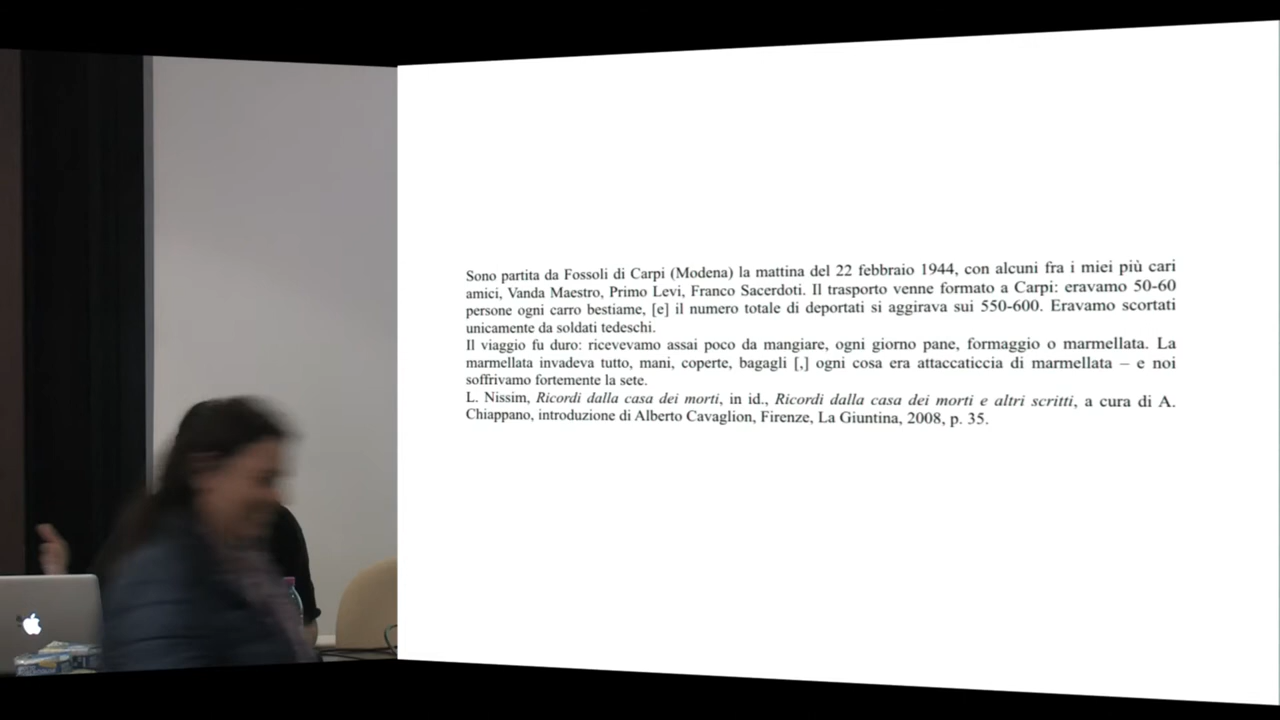 Sono partita da Fossoli di Carpi (Modena) la mattina del 22 febbraio 1944, con alcuni fra i miei più cari
amici, Vanda Maestro, Primo Levi, Franco Sacerdoti. Il trasporto venne formato a Carpi: eravamo 50-60
persone ogni carro bestiame, [e] il numero totale di deportati si aggirava sui 550-600. Eravamo scortati
unicamente da soldati tedeschi.
Il viaggio fu duro: ricevevamo assai poco da mangiare, ogni giorno pane, formaggio o marmellata. La
marmellata invadeva tutto, mani, coperte, bagagli [,] ogni cosa era attaccaticcia di marmellata – e noi
soffrivamo fortemente la sete.
L. Nissim, Ricordi dalla casa dei morti, in id., Ricordi dalla casa dei morti e altri scritti, a cura di A.
Chiappano, introduzione di Alberto Cavaglion, Firenze, La Giuntina, 2008, p. 35.